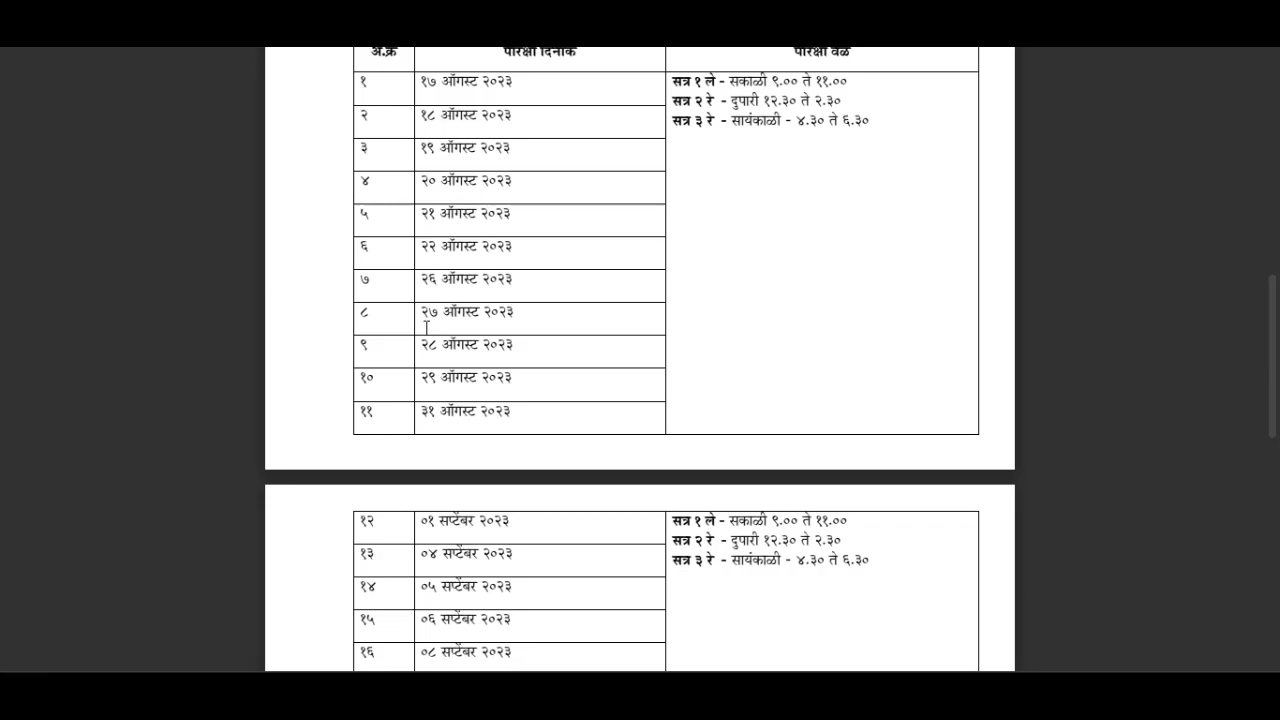 अ.क्र परिक्षा दिनांक परिक्षा वेळ
१ १७ ऑगस्ट २०२३ सत्र १ ले - सकाळी ९.०० ते ११.००
सत्र २ रे - दुपारी १२.३० ते २.३०
२ १८ ऑगस्ट २०२३ सत्र ३ रे - सायंकाळी - ४.३० ते ६.३०
३ १९ ऑगस्ट २०२३
४ २० ऑगस्ट २०२३
५ २१ ऑगस्ट २०२३
६ २२ ऑगस्ट २०२३
७ २६ ऑगस्ट २०२३
८ २७ ऑगस्ट २०२३
९ २८ ऑगस्ट २०२३
१० २९ ऑगस्ट २०२३
११ ३१ ऑगस्ट २०२३
१२ ०१ सप्टेंबर २०२३ सत्र १ ले - सकाळी ९.०० ते ११.००
सत्र २ रे - दुपारी १२.३० ते २.३०
१३ ०४ सप्टेंबर २०२३ सत्र ३ रे - सायंकाळी - ४.३० ते ६.३०
१४ ०५ सप्टेंबर २०२३
१५ ०६ सप्टेंबर २०२३
१६ ०८ सप्टेंबर २०२३